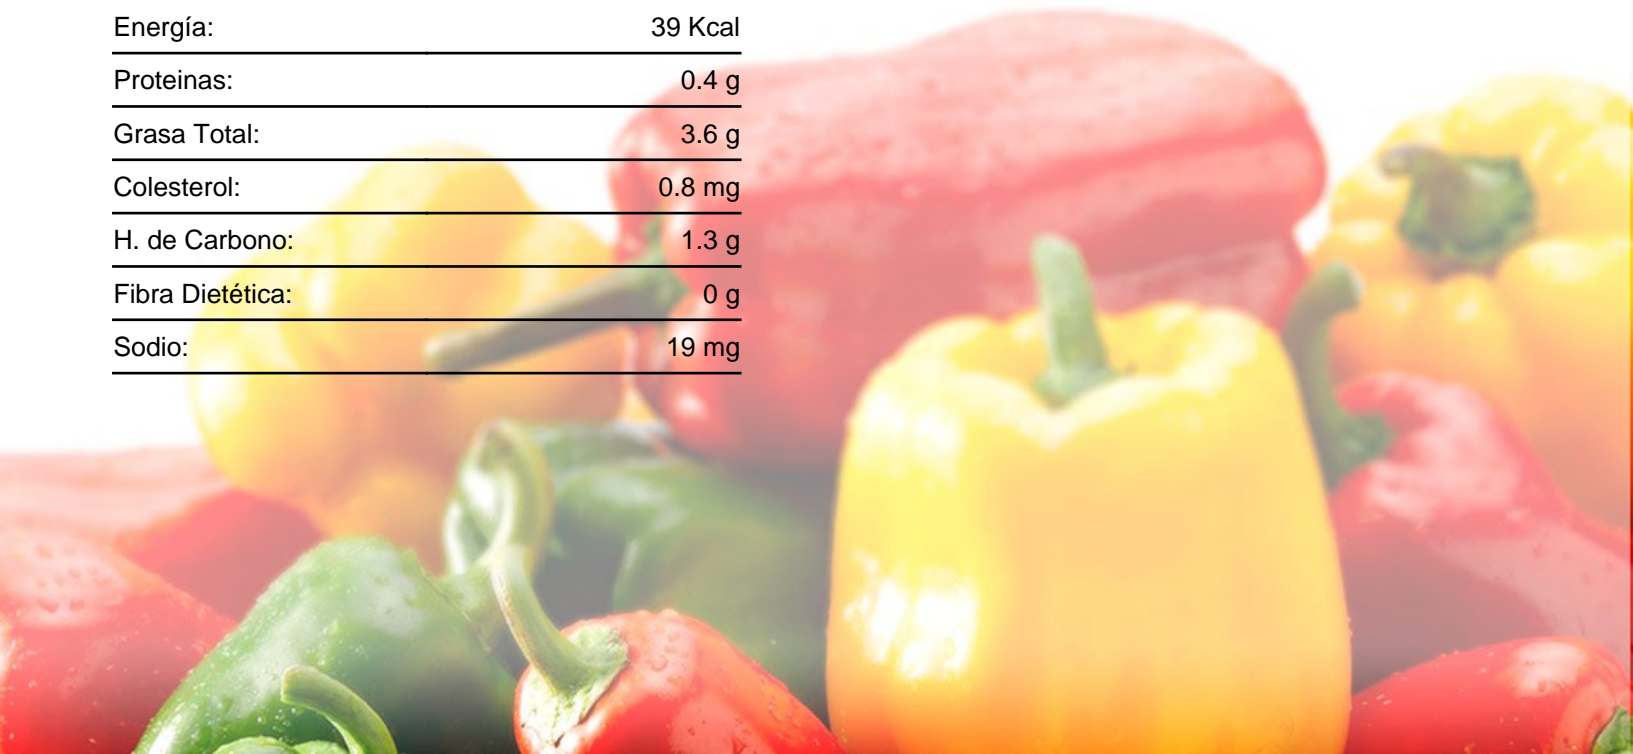 Energía: 39 Kcal
Proteinas: 0.4 g
Grasa Total: 3.6 g
Colesterol: 0.8 mg
H. de Carbono: 1.3 g
Fibra Dietética: 0 g
Sodio: 19 mg